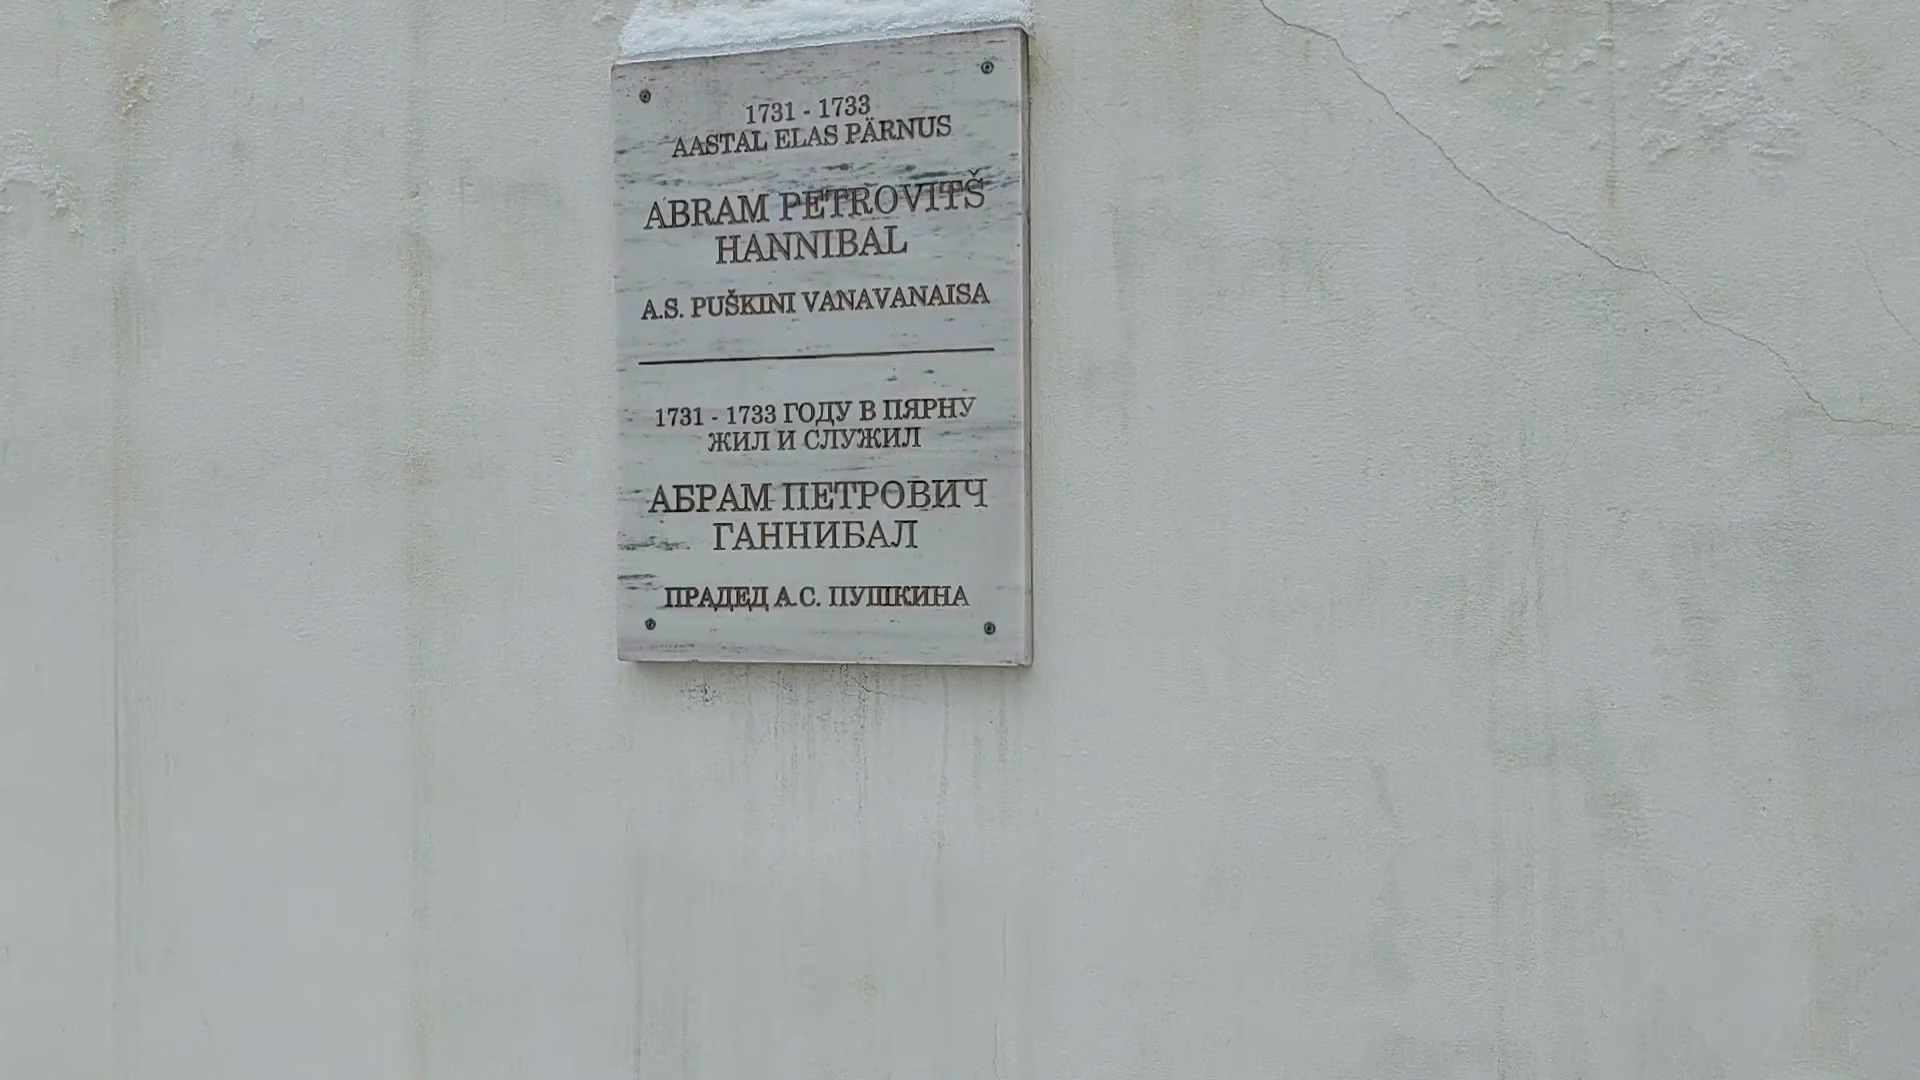 1731 - 1733
AASTAL ELAS PÄRNUS
ABRAM PETROVITŠ
HANNIBAL
A.S. PUŠKINI VANAVANAISA
1731 - 1733 ГОДУ В ПЯРНУ
ЖИЛ И СЛУЖИЛ
АБРАМ ПЕТРОВИЧ
ГАННИБАЛ
ПРАДЕД А.С. ПУШКИНА